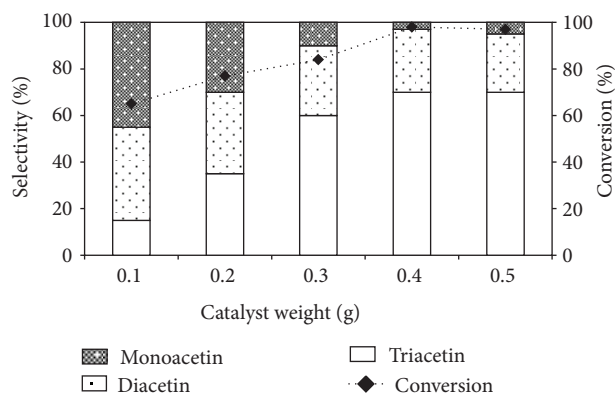 100
80
60
40
20
0
Selectivity (%)
100
80
60
40
20
0
Conversion (%)
0.1 0.2 0.3 0.4 0.5
Catalyst weight (g)
Monoacetin Triacetin
Diacetin Conversion